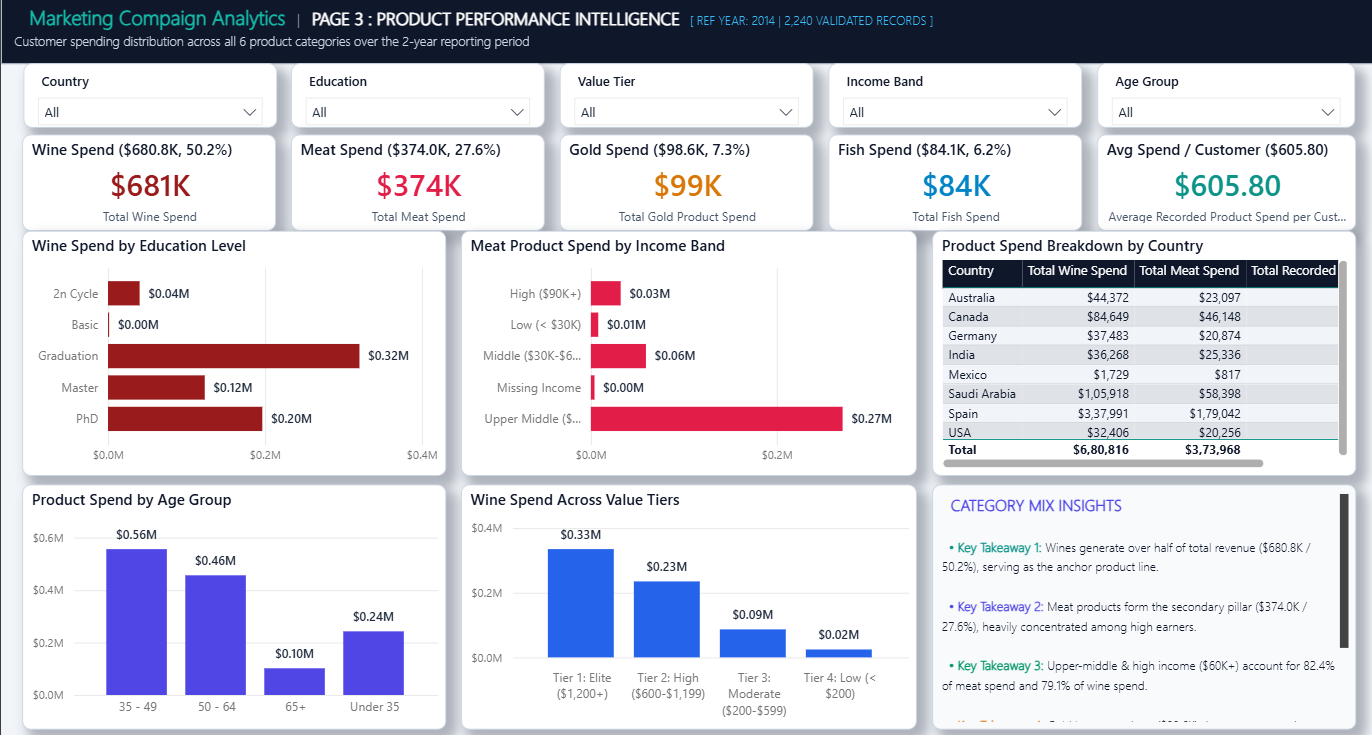 Marketing Compaign Analytics | PAGE 3 : PRODUCT PERFORMANCE INTELLIGENCE [ REF YEAR: 2014 | 2,240 VALIDATED RECORDS ]
Customer spending distribution across all 6 product categories over the 2-year reporting period
Country
All
Education
All
Value Tier
All
Income Band
All
Age Group
All
Wine Spend ($680.8K, 50.2%)
$681K
Total Wine Spend
Meat Spend ($374.0K, 27.6%)
$374K
Total Meat Spend
Gold Spend ($98.6K, 7.3%)
$99K
Total Gold Product Spend
Fish Spend ($84.1K, 6.2%)
$84K
Total Fish Spend
Avg Spend / Customer ($605.80)
$605.80
Average Recorded Product Spend per Cust...
Wine Spend by Education Level
2n Cycle $0.04M
Basic $0.00M
Graduation $0.32M
Master $0.12M
PhD $0.20M
$0.0M $0.2M $0.4M
Meat Product Spend by Income Band
High ($90K+) $0.03M
Low (< $30K) $0.01M
Middle ($30K-$6... $0.06M
Missing Income $0.00M
Upper Middle ($... $0.27M
$0.0M $0.2M
Product Spend Breakdown by Country
Country Total Wine Spend Total Meat Spend Total Recorded
Australia $44,372 $23,097
Canada $84,649 $46,148
Germany $37,483 $20,874
India $36,268 $25,336
Mexico $1,729 $817
Saudi Arabia $1,05,918 $58,398
Spain $3,37,991 $1,79,042
USA $32,406 $20,256
Total $6,80,816 $3,73,968
Product Spend by Age Group
$0.6M
$0.4M
$0.2M
$0.0M
$0.56M
$0.46M
$0.10M
$0.24M
35 - 49 50 - 64 65+ Under 35
Wine Spend Across Value Tiers
$0.4M
$0.2M
$0.0M
$0.33M
$0.23M
$0.09M
$0.02M
Tier 1: Elite
($1,200+)
Tier 2: High
($600-$1,199)
Tier 3:
Moderate
($200-$599)
Tier 4: Low (<
$200)
CATEGORY MIX INSIGHTS
• Key Takeaway 1: Wines generate over half of total revenue ($680.8K /
50.2%), serving as the anchor product line.
• Key Takeaway 2: Meat products form the secondary pillar ($374.0K /
27.6%), heavily concentrated among high earners.
• Key Takeaway 3: Upper-middle & high income ($60K+) account for 82.4%
of meat spend and 79.1% of wine spend.